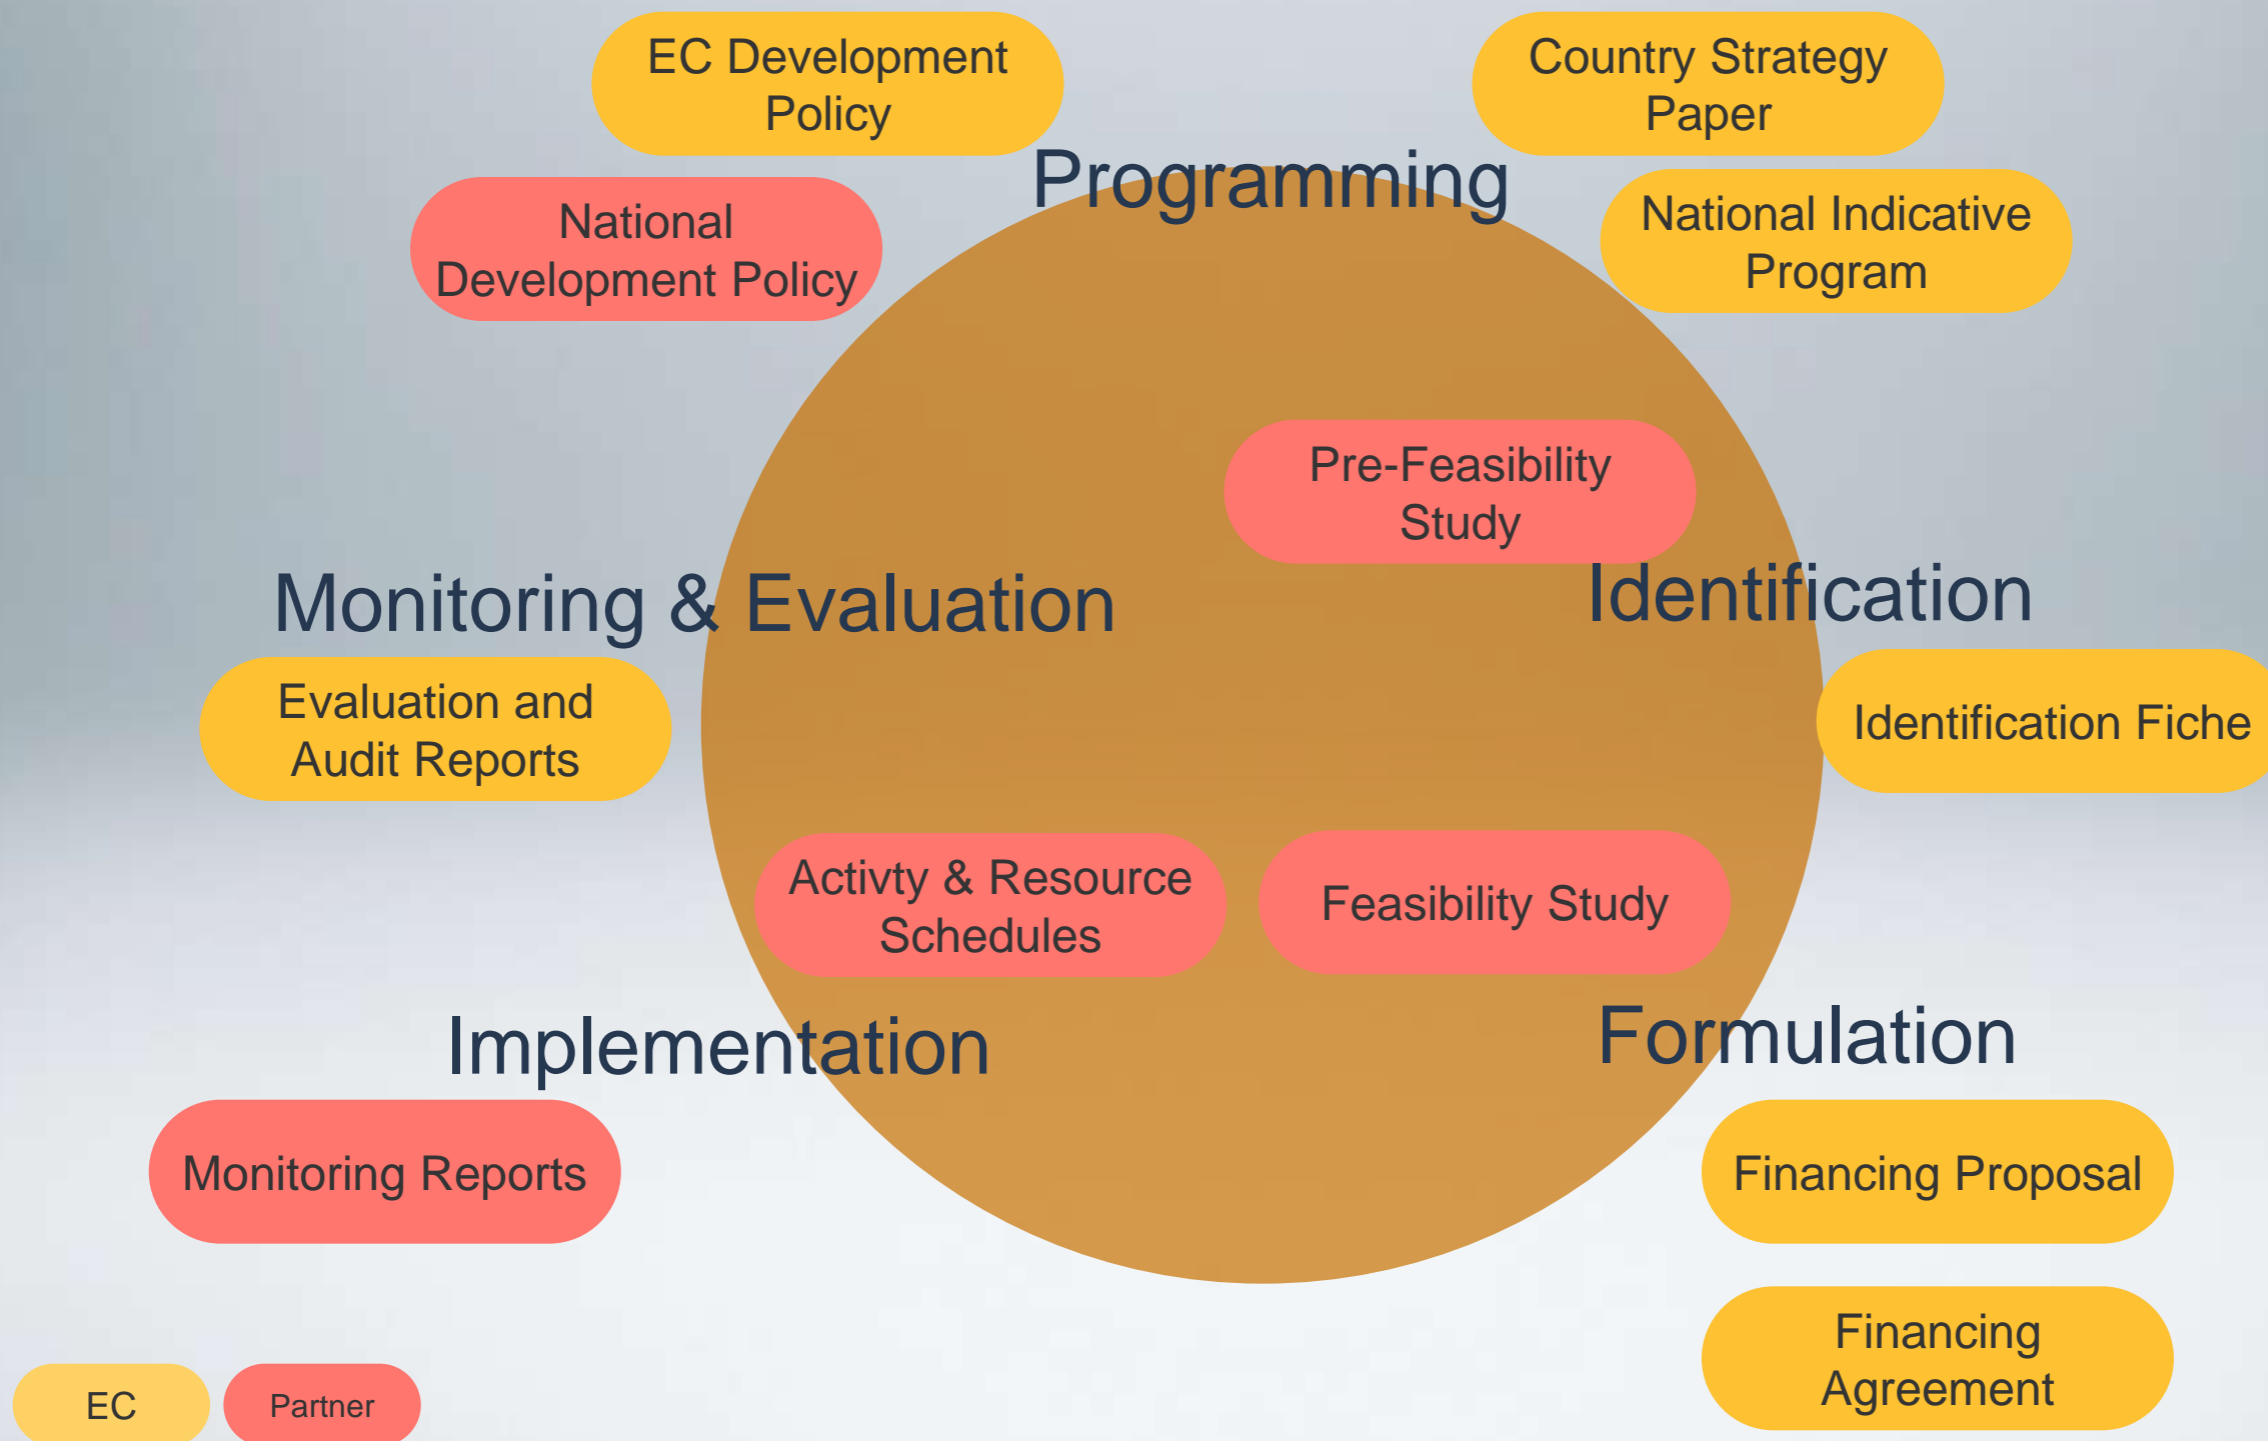 EC Development
Policy
Country Strategy
Paper
Programming
National
Development Policy
National Indicative
Program
Pre-Feasibility
Study
Monitoring & Evaluation
Identification
Evaluation and
Audit Reports
Identification Fiche
Activty & Resource
Schedules
Feasibility Study
Implementation
Formulation
Monitoring Reports
Financing Proposal
Financing
Agreement
EC
Partner